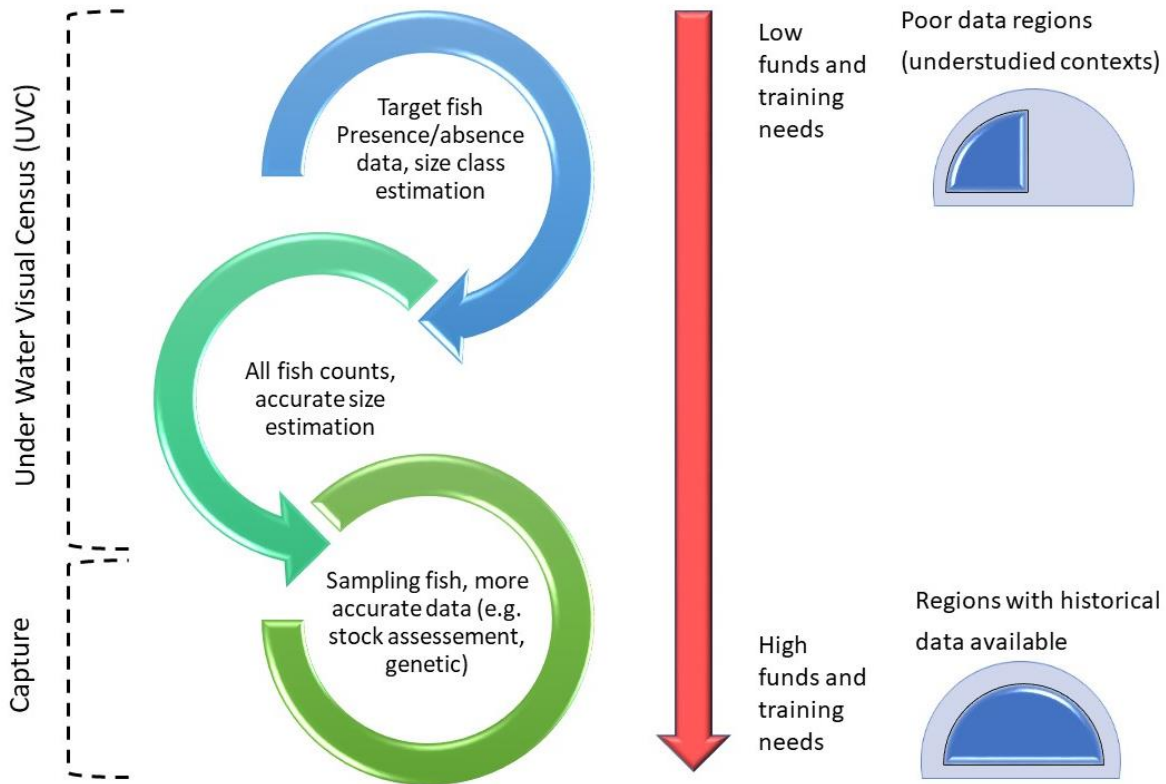 Under Water Visual Census (UVC)
Target fish
Presence/absence
data, size class
estimation
All fish counts,
accurate size
estimation
Capture
Sampling fish, more
accurate data (e.g.
stock assessement,
genetic)
Low
funds and
training
needs
High
funds and
training
needs
Poor data regions
(understudied contexts)
Regions with historical
data available